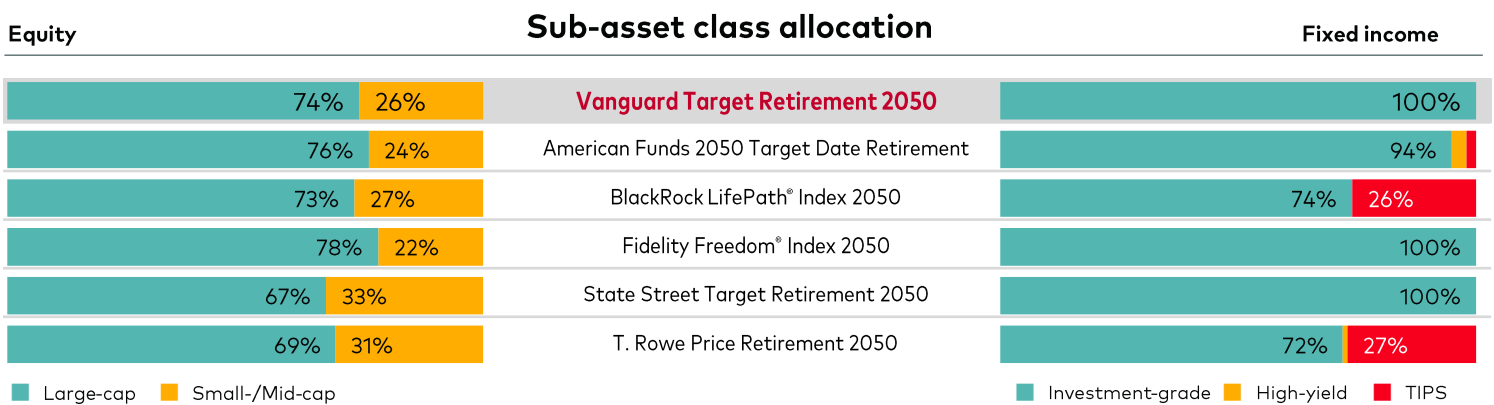 Sub-asset class allocation
Equity Fixed income
74% 26% Vanguard Target Retirement 2050 100%
76% 24% American Funds 2050 Target Date Retirement 94%
73% 27% BlackRock LifePath® Index 2050 74% 26%
78% 22% Fidelity Freedom® Index 2050 100%
67% 33% State Street Target Retirement 2050 100%
69% 31% T. Rowe Price Retirement 2050 72% 27%
Large-cap Small-/Mid-cap Investment-grade High-yield TIPS